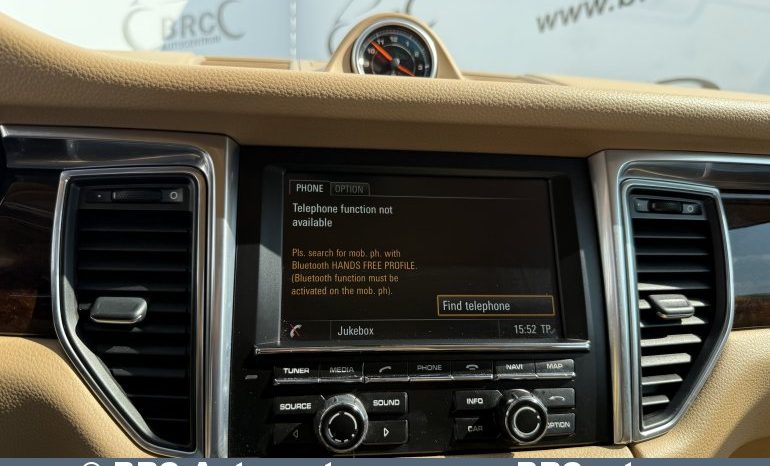 BRC
Autocentras
www.b
PHONE OPTION
Telephone function not
available
Pls. search for mob. ph. with
Bluetooth HANDS FREE PROFILE.
(Bluetooth function must be
activated on the mob. ph).
Find telephone
Jukebox 15:52 TP
TUNER MEDIA PHONE NAVI MAP
SOURCE SOUND INFO
CAR OPTION